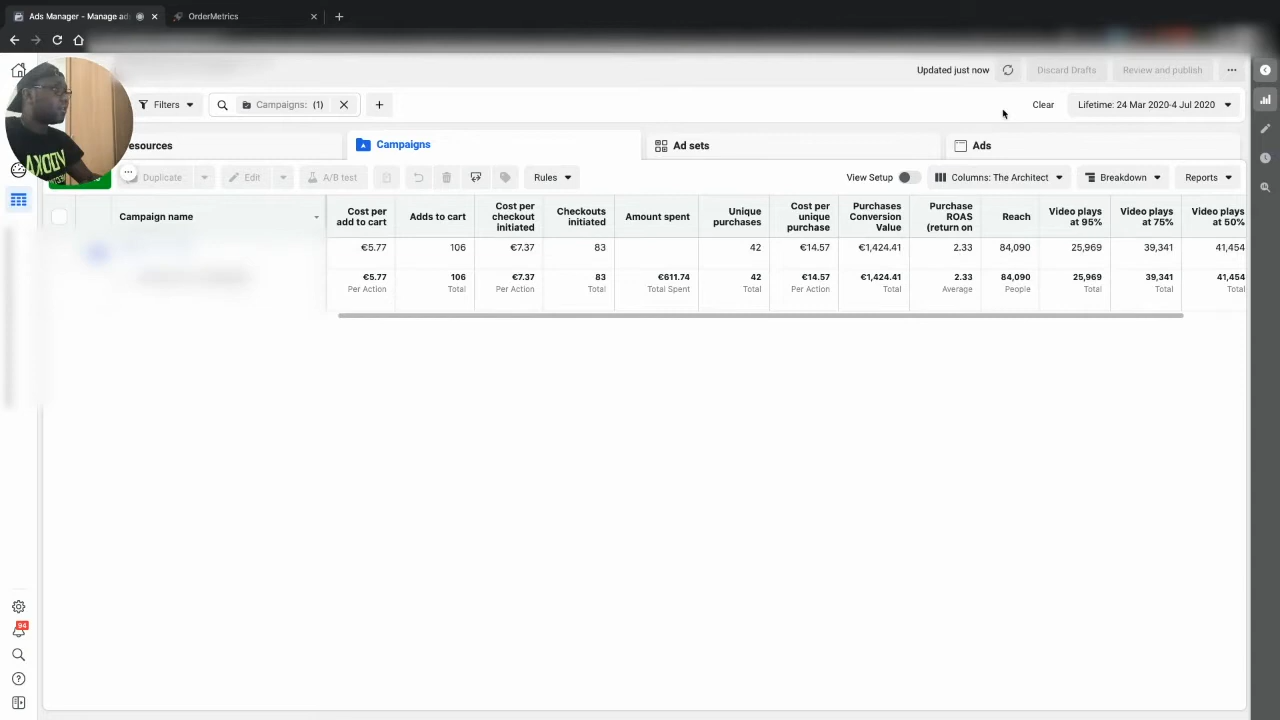 Ads Manager - Manage ad
OrderMetrics
Updated just now
Discard Drafts
Review and publish
Filters
Campaigns: (1)
Clear
Lifetime: 24 Mar 2020-4 Jul 2020
esources
Campaigns
Ad sets
Ads
Duplicate
Edit
A/B test
Rules
View Setup
Columns: The Architect
Breakdown
Reports
Campaign name
Cost per
add to cart
Adds to cart
Cost per
checkout
initiated
Checkouts
initiated
Amount spent
Unique
purchases
Cost per
unique
purchase
Purchases
Conversion
Value
Purchase
ROAS
(return on
Reach
Video plays
at 95%
Video plays
at 75%
Video plays
at 50%
€5.77 106 €7.37 83 42 €14.57 €1,424.41 2.33 84,090 25,969 39,341 41,454
€5.77 106 €7.37 83 €611.74 42 €14.57 €1,424.41 2.33 84,090 25,969 39,341 41,454
Per Action Total Per Action Total Total Spent Total Per Action Total Average People Total Total Total
94